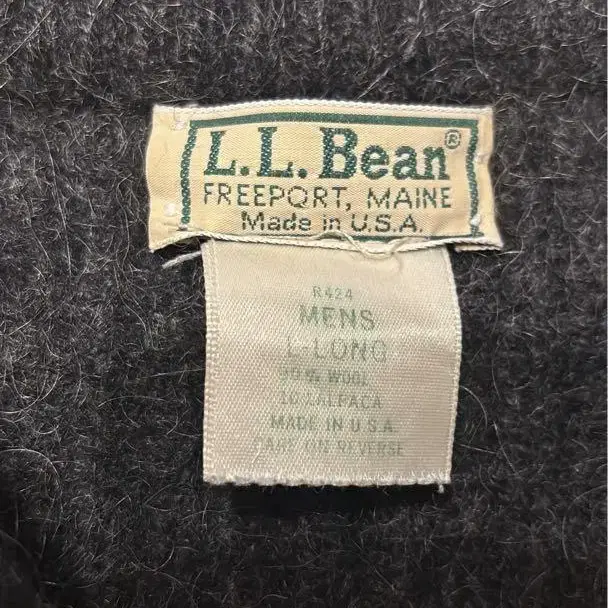 L.L.Bean®
FREEPORT, MAINE
Made in U.S.A.
R424
MENS
L-LONG
90% WOOL
10% ALPACA
MADE IN U.S.A.
CARE ON REVERSE